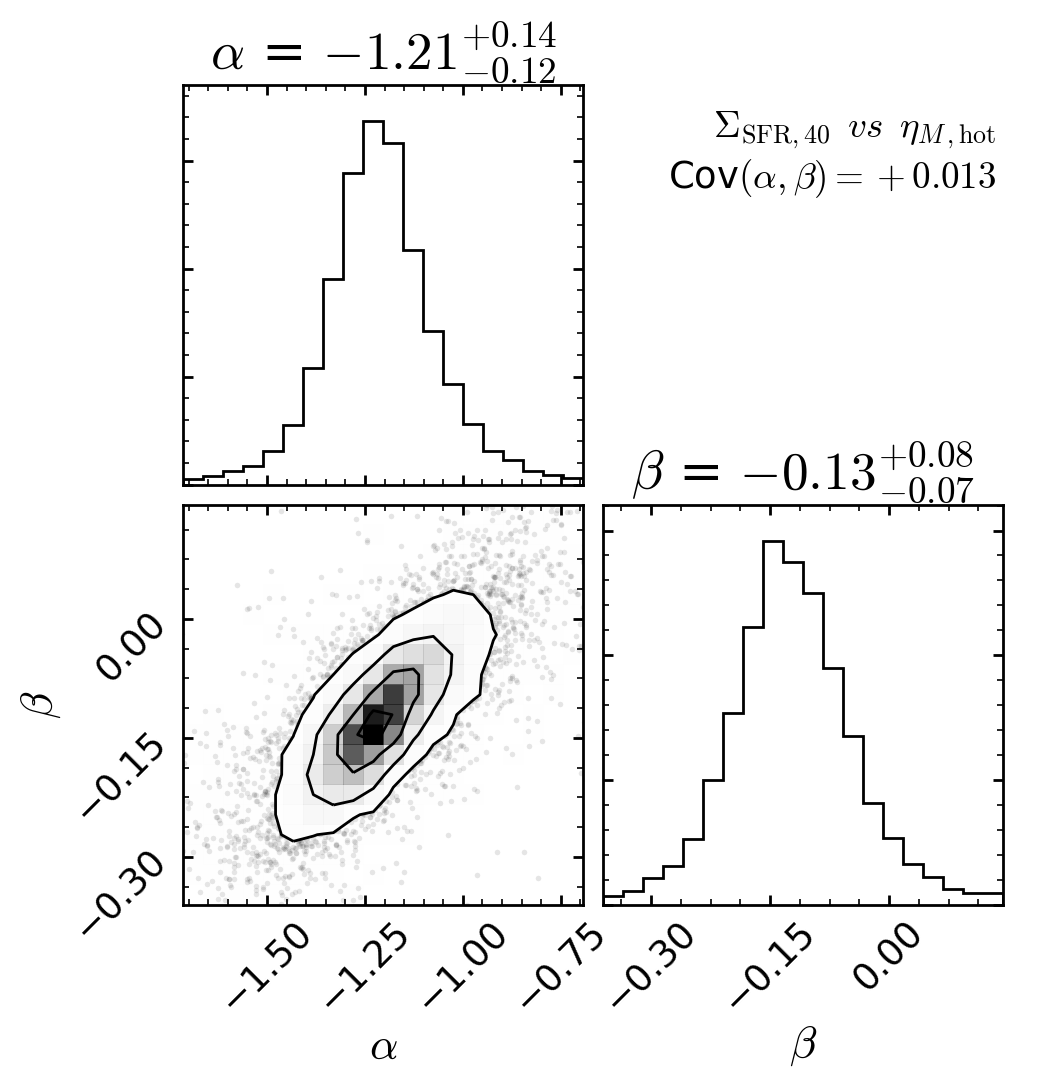 α = −1.21 +0.14 −0.12
Σ SFR, 40 vs η M, hot
Cov(α, β) = +0.013
β = −0.13 +0.08 −0.07
β
0.00
−0.15
−0.30
−1.50 −1.25 −1.00 −0.75
α
−0.30 −0.15 0.00
β